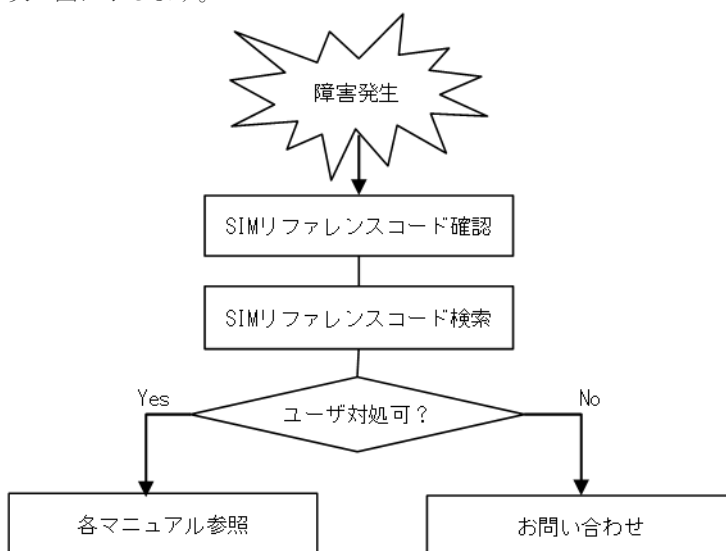 障害発生
SIMリファレンスコード確認
SIMリファレンスコード検索
Yes
No
ユーザ対処可？
各マニュアル参照
お問い合わせ